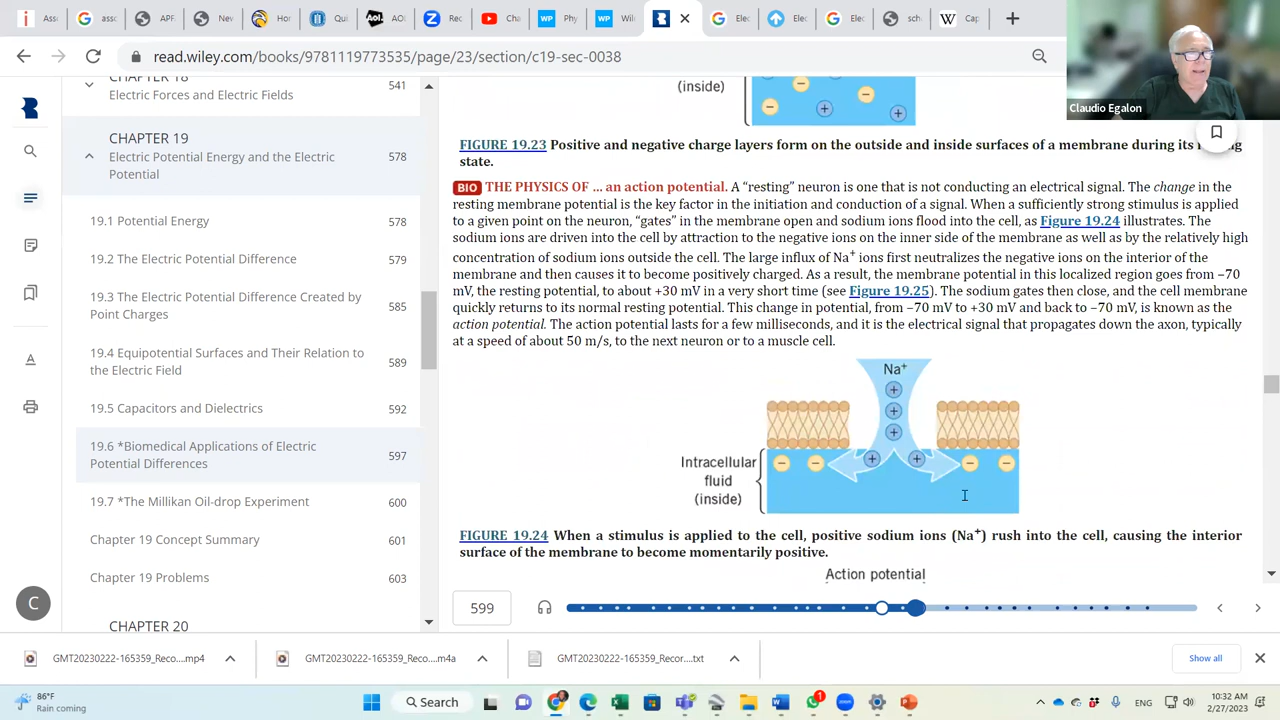 assi
gass
APF
Nev
Hor
Qui
Aol.
AO
Rec
Cha
WP
Phy
WP
Wil
Elec
Elec
Elec
sch
W
Cap
read.wiley.com/books/9781119773535/page/23/section/c19-sec-0038
Claudio Egalon
CHAPTER 18
Electric Forces and Electric Fields
541
CHAPTER 19
Electric Potential Energy and the Electric
Potential
578
19.1 Potential Energy
578
19.2 The Electric Potential Difference
579
19.3 The Electric Potential Difference Created by
Point Charges
585
19.4 Equipotential Surfaces and Their Relation to
the Electric Field
589
19.5 Capacitors and Dielectrics
592
19.6 *Biomedical Applications of Electric
Potential Differences
597
19.7 *The Millikan Oil-drop Experiment
600
Chapter 19 Concept Summary
601
Chapter 19 Problems
603
CHAPTER 20
A
C
(inside)
FIGURE 19.23 Positive and negative charge layers form on the outside and inside surfaces of a membrane during its
state.
BIO THE PHYSICS OF ... an action potential. A “resting” neuron is one that is not conducting an electrical signal. The change in the
resting membrane potential is the key factor in the initiation and conduction of a signal. When a sufficiently strong stimulus is applied
to a given point on the neuron, “gates” in the membrane open and sodium ions flood into the cell, as Figure 19.24 illustrates. The
sodium ions are driven into the cell by attraction to the negative ions on the inner side of the membrane as well as by the relatively high
concentration of sodium ions outside the cell. The large influx of Na+ ions first neutralizes the negative ions on the interior of the
membrane and then causes it to become positively charged. As a result, the membrane potential in this localized region goes from −70
mV, the resting potential, to about +30 mV in a very short time (see Figure 19.25). The sodium gates then close, and the cell membrane
quickly returns to its normal resting potential. This change in potential, from −70 mV to +30 mV and back to −70 mV, is known as the
action potential. The action potential lasts for a few milliseconds, and it is the electrical signal that propagates down the axon, typically
at a speed of about 50 m/s, to the next neuron or to a muscle cell.
Na+
Intracellular
fluid
(inside)
FIGURE 19.24 When a stimulus is applied to the cell, positive sodium ions (Na+) rush into the cell, causing the interior
surface of the membrane to become momentarily positive.
Action potential
599
GMT20230222-165359_Reco....mp4
GMT20230222-165359_Reco....m4a
GMT20230222-165359_Recor....txt
Show all
86°F
Rain coming
Search
1
ENG
10:32 AM
2/27/2023